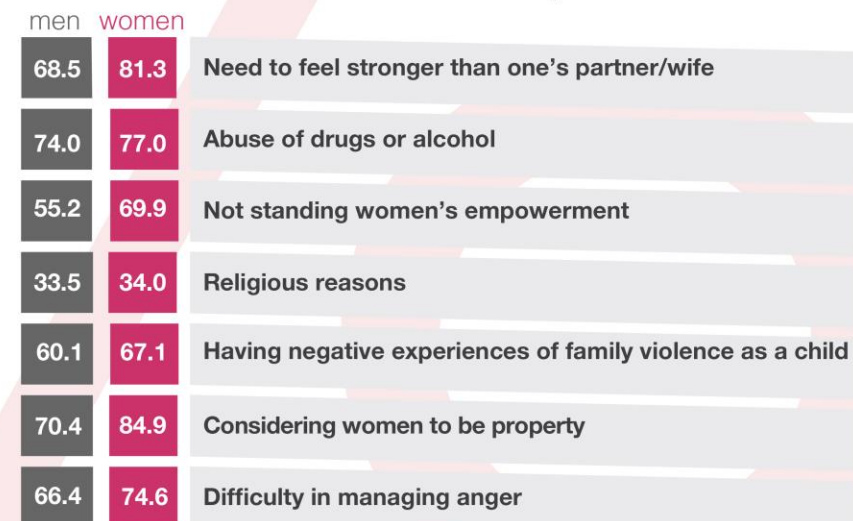 men women
68.5 81.3 Need to feel stronger than one's partner/wife
74.0 77.0 Abuse of drugs or alcohol
55.2 69.9 Not standing women's empowerment
33.5 34.0 Religious reasons
60.1 67.1 Having negative experiences of family violence as a child
70.4 84.9 Considering women to be property
66.4 74.6 Difficulty in managing anger